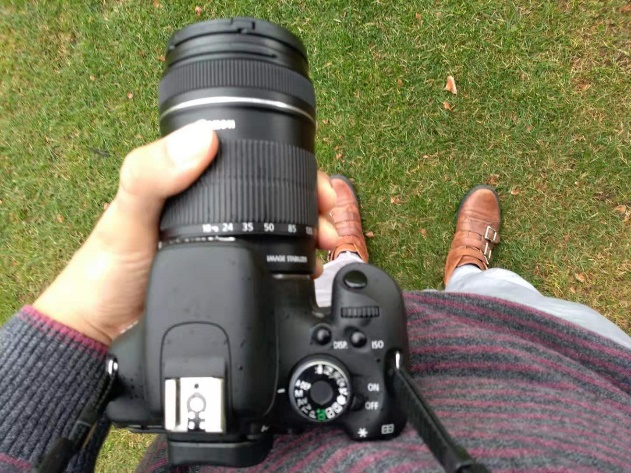 Canon
18 24 35 50 85
IMAGE STABILIZER
DISP. ISO
ON
OFF